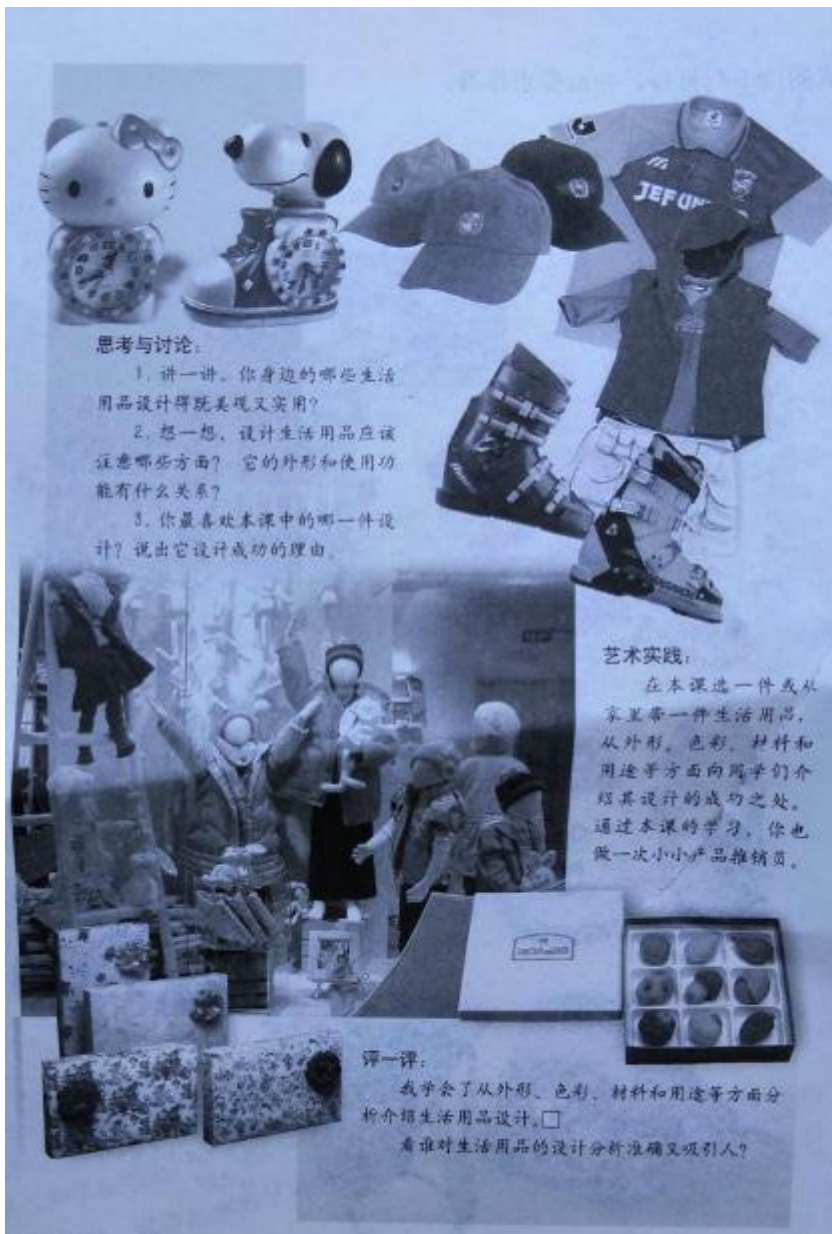 JEFUN
思考与讨论:
1. 讲一讲, 你身边的哪些生活
用品设计得既美观又实用?
2. 想一想, 设计生活用品应该
注意哪些方面? 它的外形和使用功
能有什么关系?
3. 你最喜欢本课中的哪一件设
计? 说出它设计成功的理由。
艺术实践:
在本课选一件或从
家里带一件生活用品,
从外形、色彩、材料和
用途等方面向同学们介
绍其设计的成功之处。
通过本课的学习, 你也
做一次小小产品推销员。
评一评:
我学会了从外形、色彩、材料和用途等方面分
析介绍生活用品设计。□
看谁对生活用品的设计分析准确又吸引人?